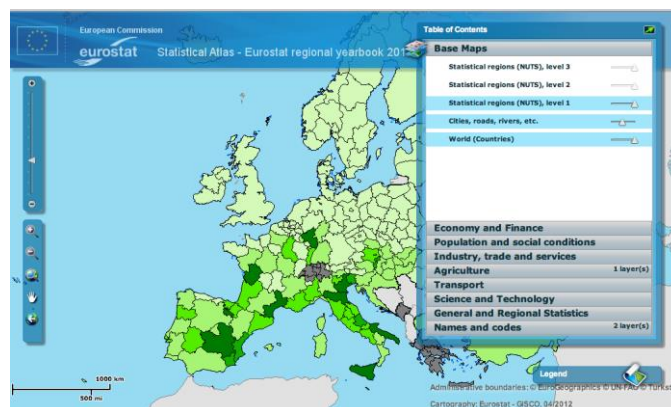 European Commission
eurostat
Statistical Atlas - Eurostat regional yearbook 201
Table of Contents
Base Maps
Statistical regions (NUTS), level 3
Statistical regions (NUTS), level 2
Statistical regions (NUTS), level 1
Cities, roads, rivers, etc.
World (Countries)
Economy and Finance
Population and social conditions
Industry, trade and services
Agriculture 1 layer(s)
Transport
Science and Technology
General and Regional Statistics
Names and codes 2 layer(s)
Legend
1000 km
500 mi
Administrative boundaries: © EuroGeographics © UN-FAO © Turkst
Cartography: Eurostat - GISCO, 04/2012